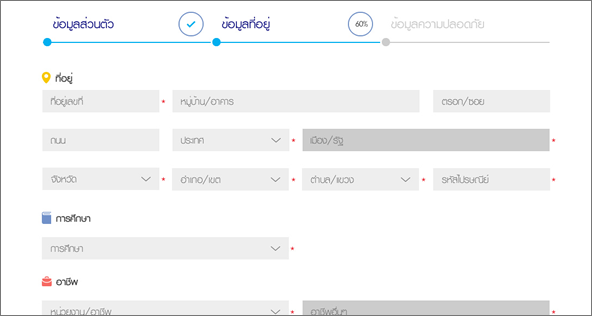 ข้อมูลส่วนตัว ข้อมูลที่อยู่ 60% ข้อมูลความปลอดภัย
ที่อยู่
ที่อยู่เลขที่ * หมู่บ้าน/อาคาร ตรอก/ซอย
ถนน ประเทศ * เมือง/รัฐ *
จังหวัด * อำเภอ/เขต * ตำบล/แขวง * รหัสไปรษณีย์ *
การศึกษา
การศึกษา *
อาชีพ
หน่วยงาน/อาชีพ * อาชีพอื่นๆ *